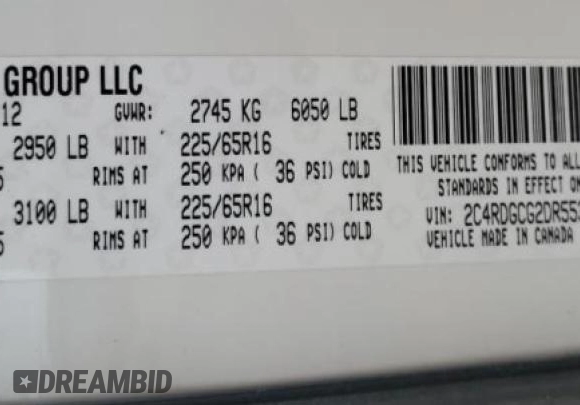 GROUP LLC
12 GVWR: 2745 KG 6050 LB
2950 LB WITH 225/65R16 TIRES
RIMS AT 250 KPA ( 36 PSI) COLD
3100 LB WITH 225/65R16 TIRES
5 RIMS AT 250 KPA ( 36 PSI) COLD
THIS VEHICLE CONFORMS TO ALL
STANDARDS IN EFFECT ON
VIN: 2C4RDGCG2DR55
VEHICLE MADE IN CANADA
DREAMBID